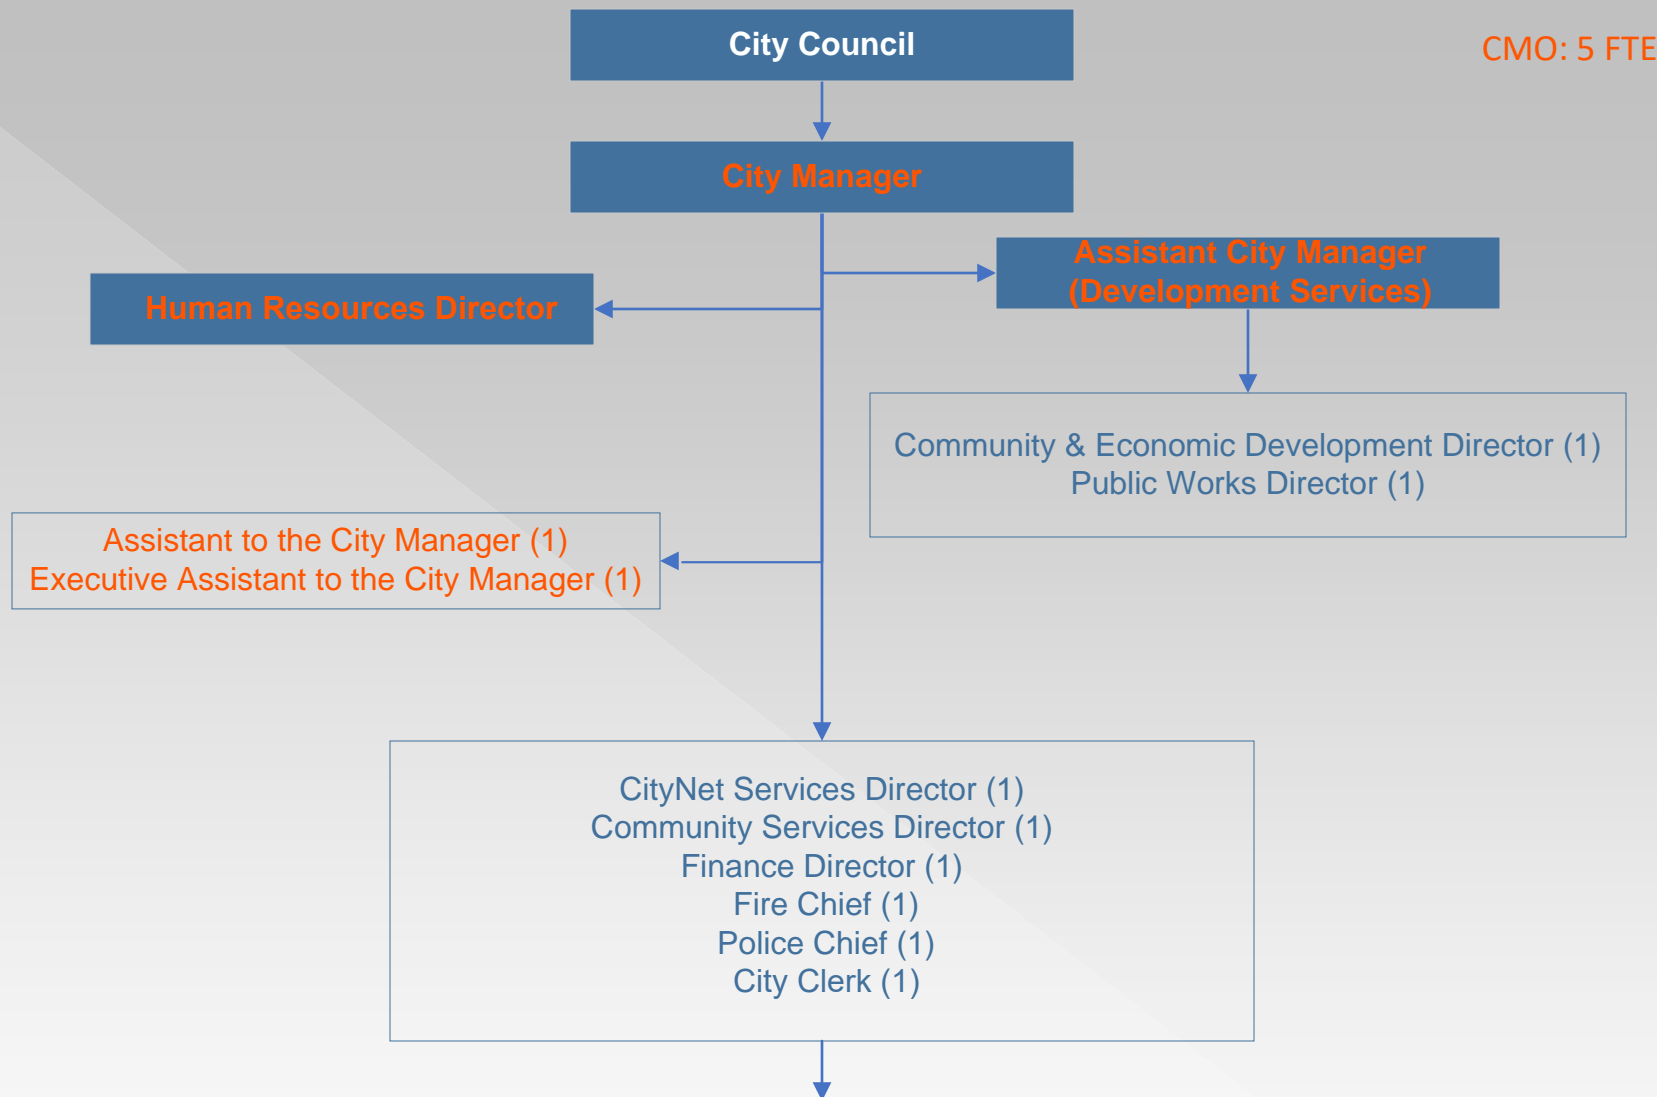 City Council
CMO: 5 FTE
City Manager
Assistant City Manager
(Development Services)
Human Resources Director
Community & Economic Development Director (1)
Public Works Director (1)
Assistant to the City Manager (1)
Executive Assistant to the City Manager (1)
CityNet Services Director (1)
Community Services Director (1)
Finance Director (1)
Fire Chief (1)
Police Chief (1)
City Clerk (1)